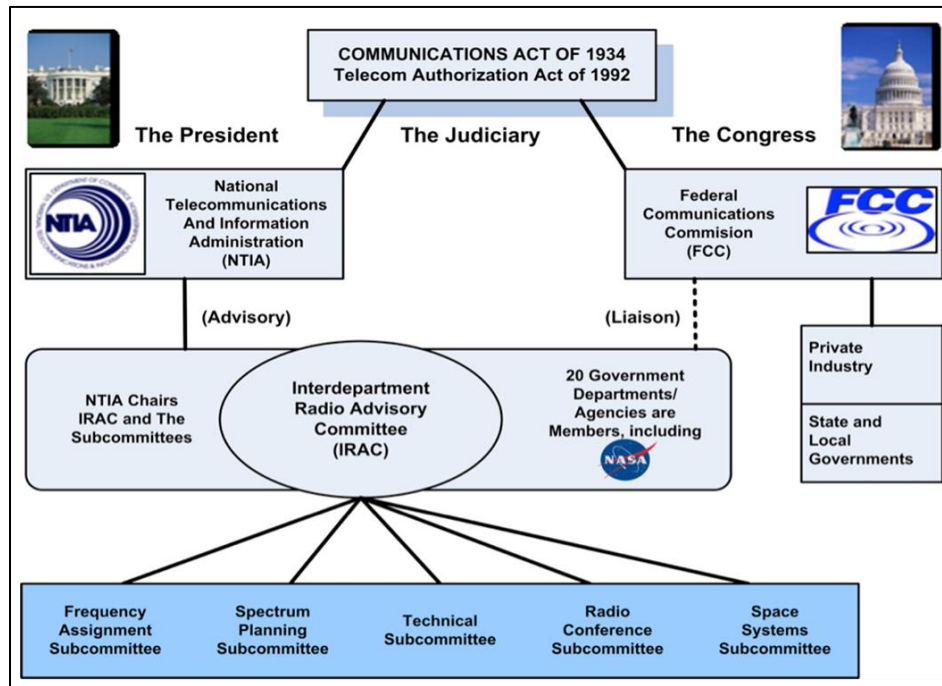 COMMUNICATIONS ACT OF 1934
Telecom Authorization Act of 1992
The President
The Judiciary
The Congress
NTIA
National
Telecommunications
And Information
Administration
(NTIA)
Federal
Communications
Commision
(FCC)
FCC
(Advisory)
(Liaison)
NTIA Chairs
IRAC and The
Subcommittees
Interdepartment
Radio Advisory
Committee
(IRAC)
20 Government
Departments/
Agencies are
Members, including
NASA
Private
Industry
State and
Local
Governments
Frequency
Assignment
Subcommittee
Spectrum
Planning
Subcommittee
Technical
Subcommittee
Radio
Conference
Subcommittee
Space
Systems
Subcommittee